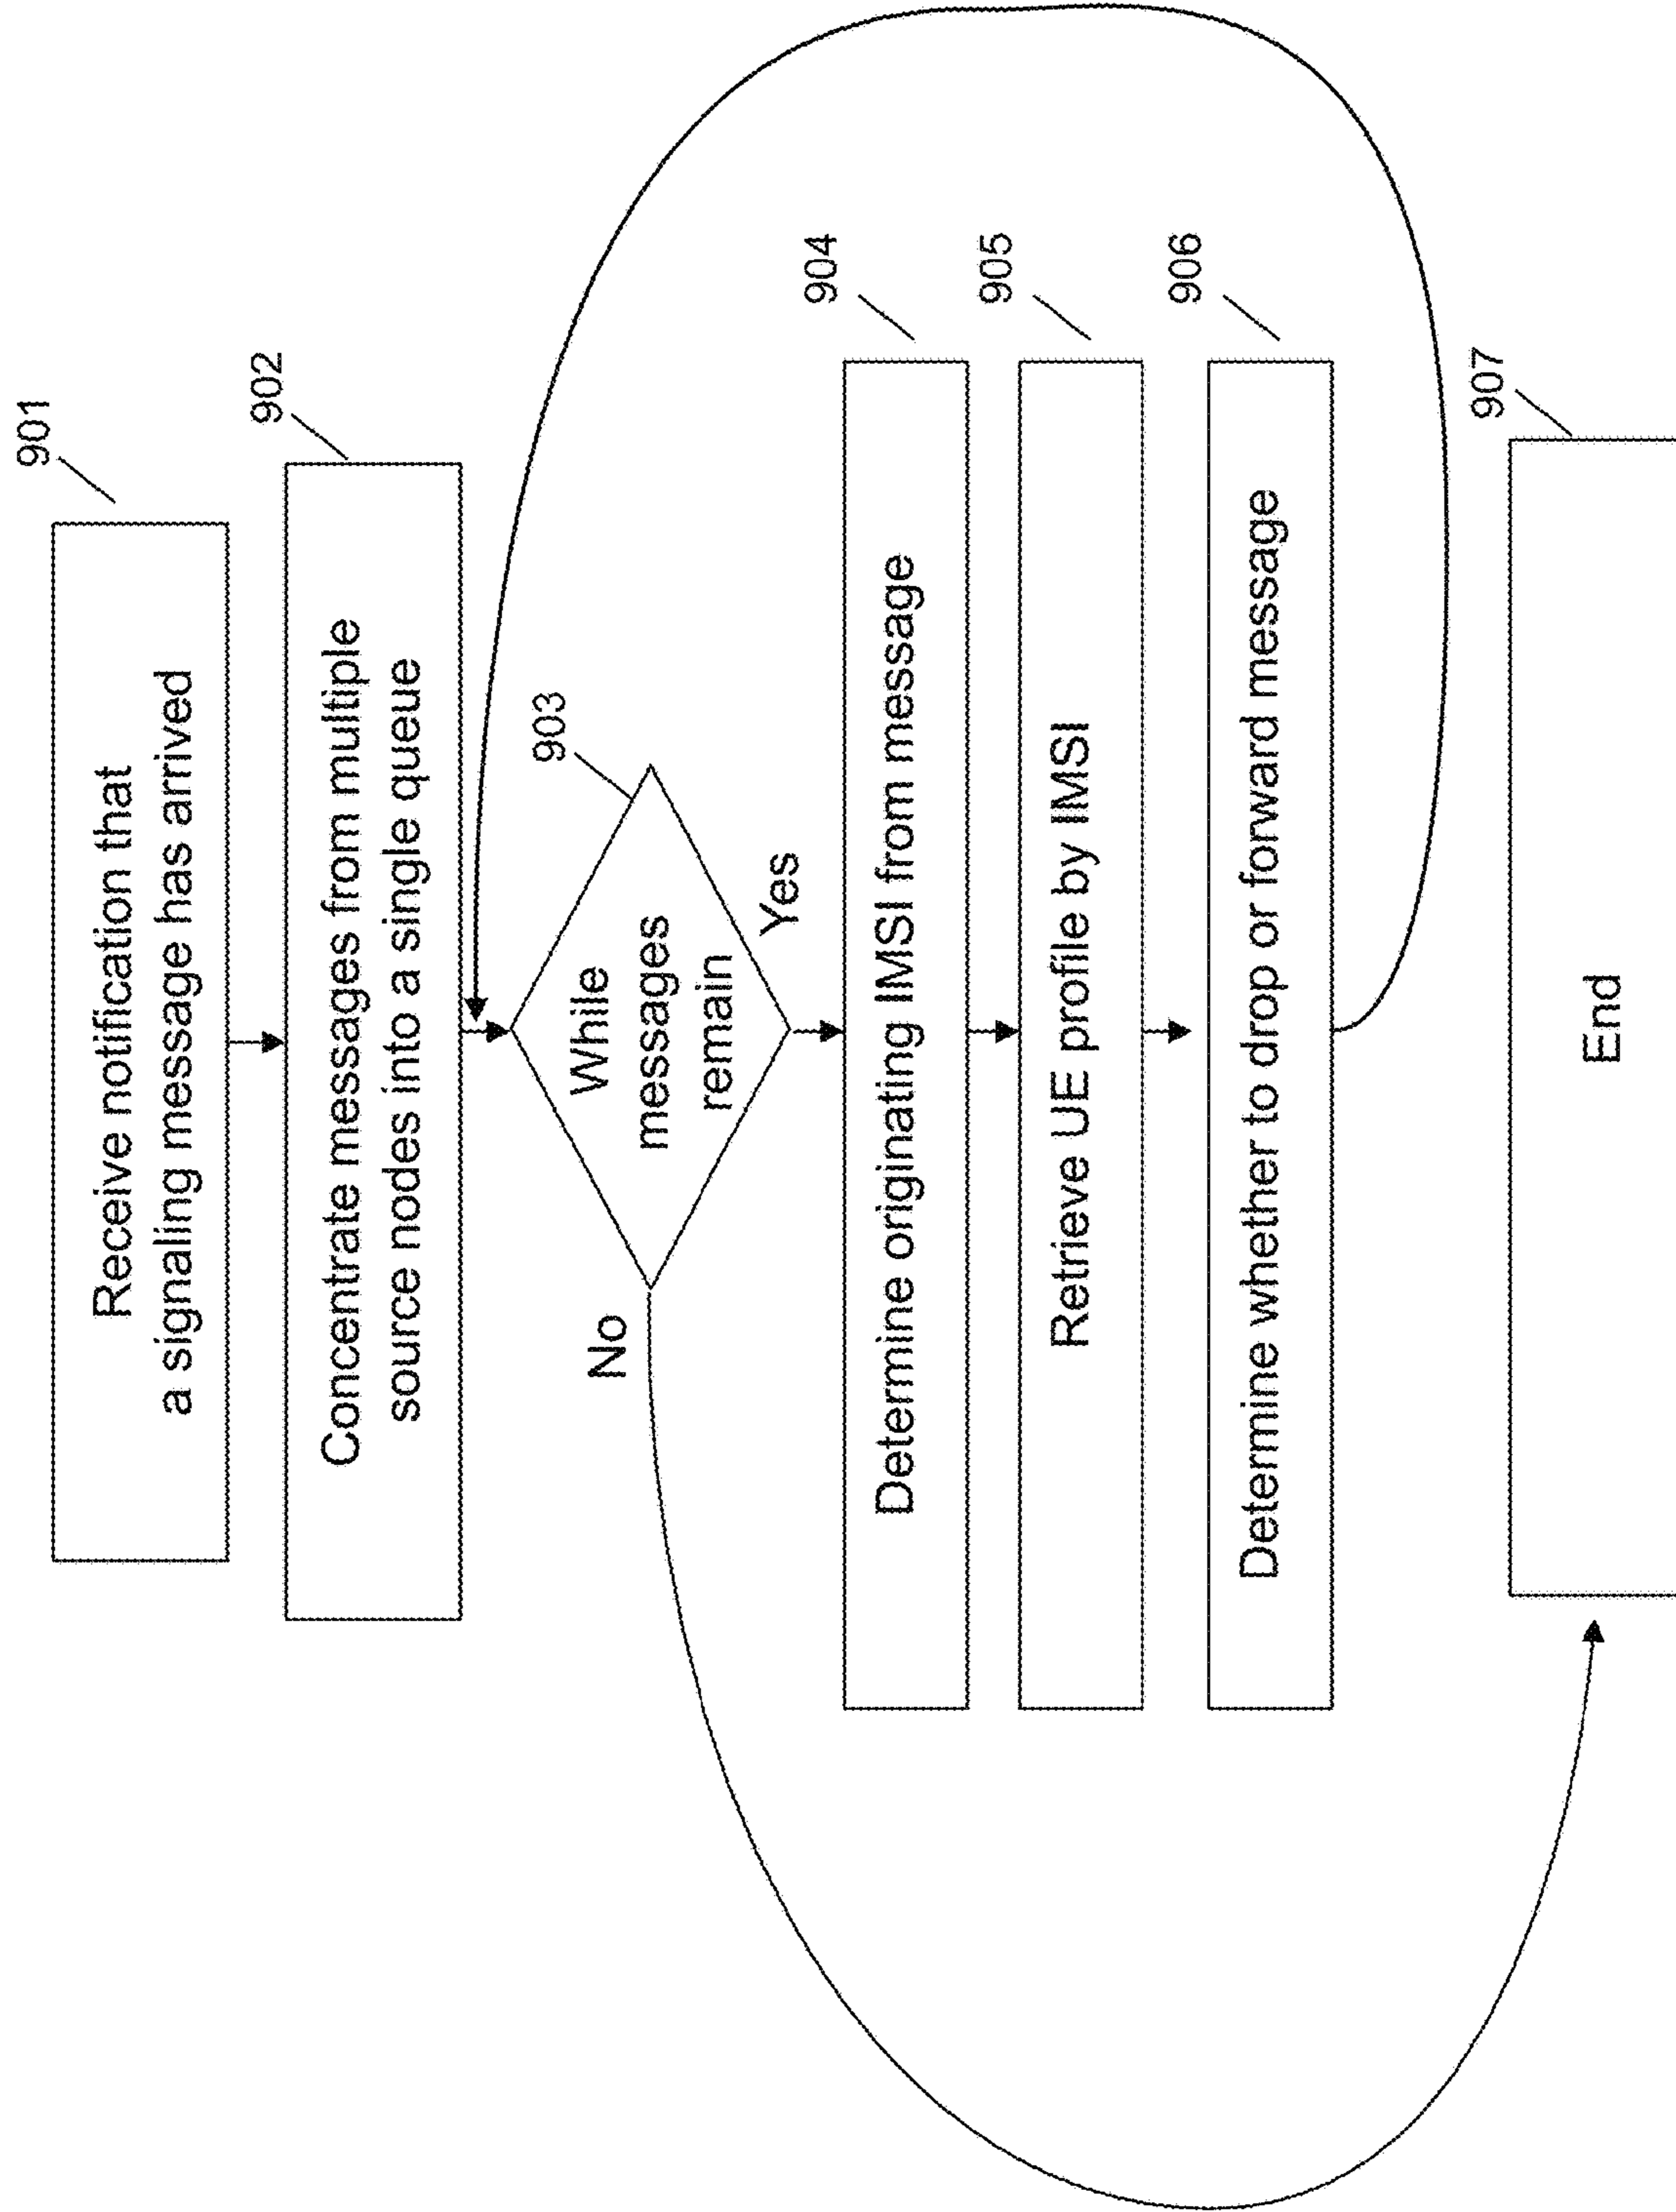 901
Receive notification that
a signaling message has arrived
902
Concentrate messages from multiple
source nodes into a single queue
903
While
messages
remain
No
Yes
904
Determine originating IMSI from message
905
Retrieve UE profile by IMSI
906
Determine whether to drop or forward message
907
End